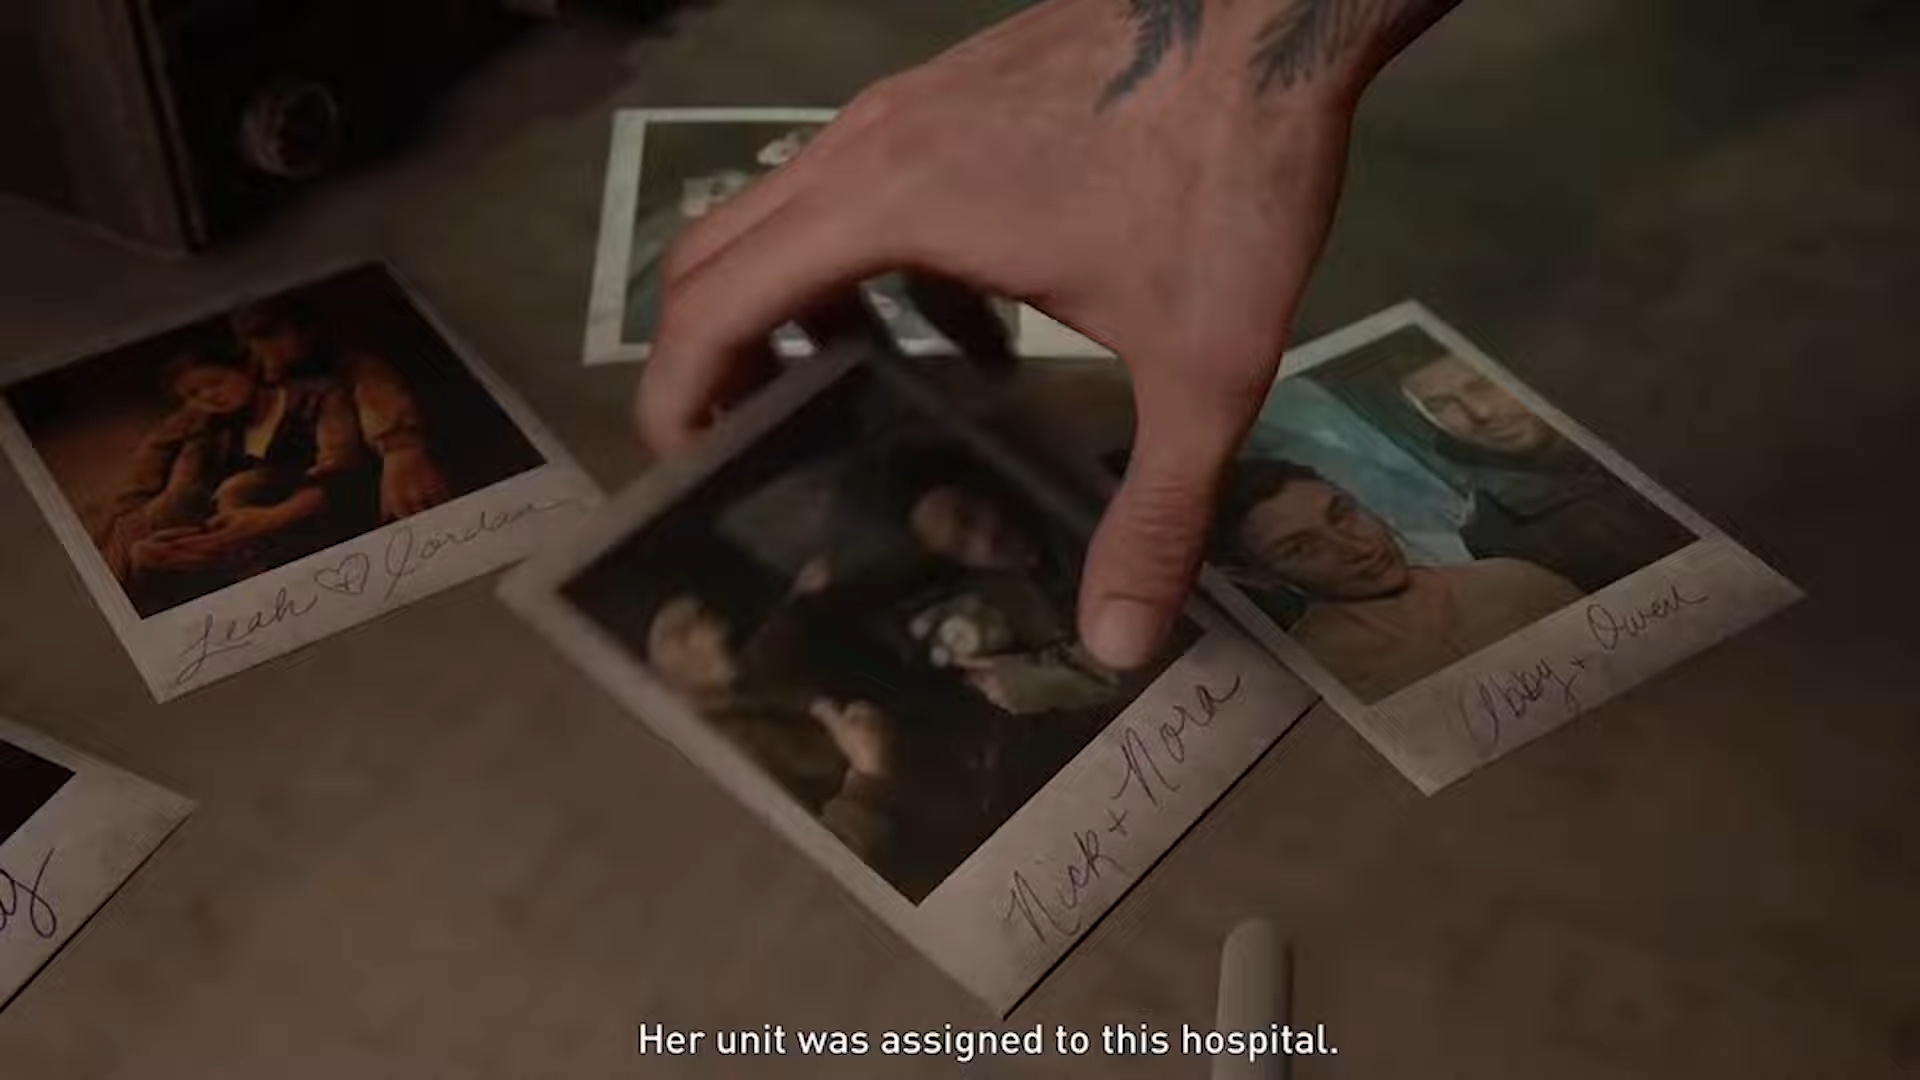 Leah ♡ Jordan
Abby + Owen
Nick + Nora
Her unit was assigned to this hospital.